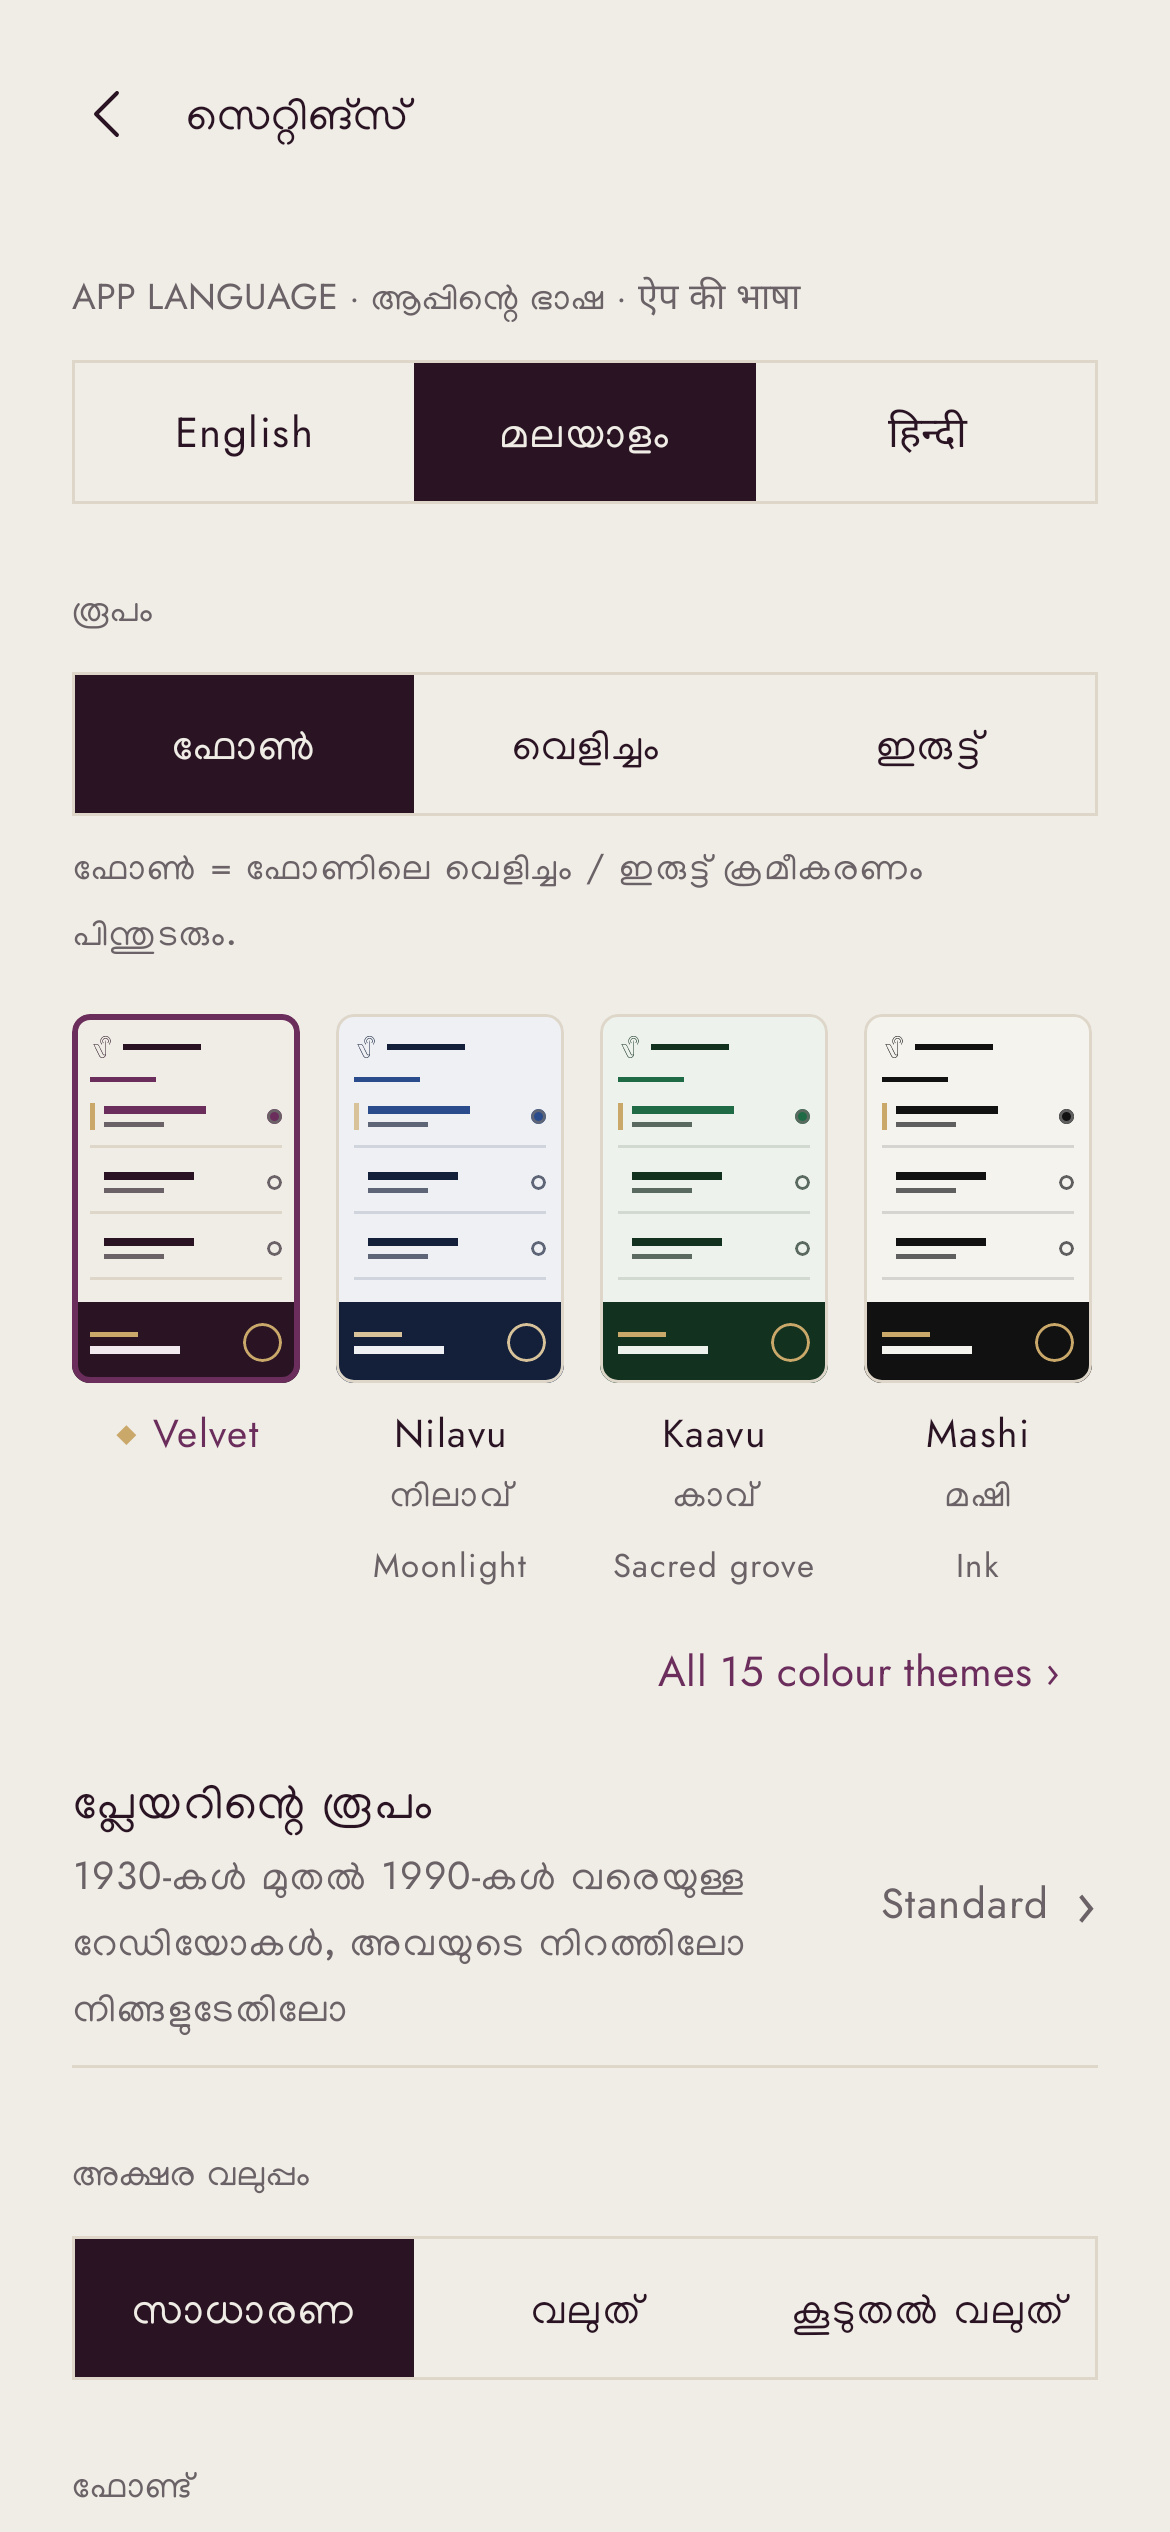 സെറ്റിങ്സ്
APP LANGUAGE · ആപ്പിന്റെ ഭാഷ · ऐप की भाषा
English മലയാളം हिन्दी
രൂപം
ഫോൺ വെളിച്ചം ഇരുട്ട്
ഫോൺ = ഫോണിലെ വെളിച്ചം / ഇരുട്ട് ക്രമീകരണം
പിന്തുടരും.
Velvet Nilavu Kaavu Mashi
നിലാവ് കാവ് മഷി
Moonlight Sacred grove Ink
All 15 colour themes ›
പ്ലേയറിന്റെ രൂപം
1930-കൾ മുതൽ 1990-കൾ വരെയുള്ള
റേഡിയോകൾ, അവയുടെ നിറത്തിലോ
നിങ്ങളുടേതിലോ
Standard ›
അക്ഷര വലുപ്പം
സാധാരണ വലുത് കൂടുതൽ വലുത്
ഫോണ്ട്